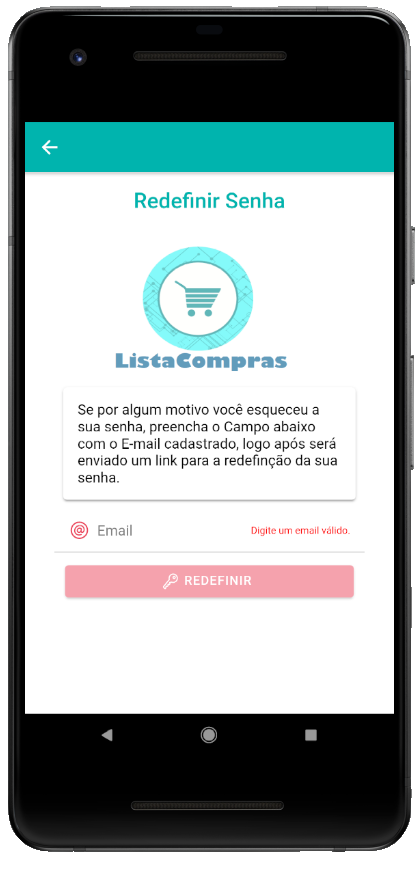 Redefinir Senha
ListaCompras
Se por algum motivo você esqueceu a
sua senha, preencha o Campo abaixo
com o E-mail cadastrado, logo após será
enviado um link para a redefinção da sua
senha.
Email Digite um email válido.
REDEFINIR